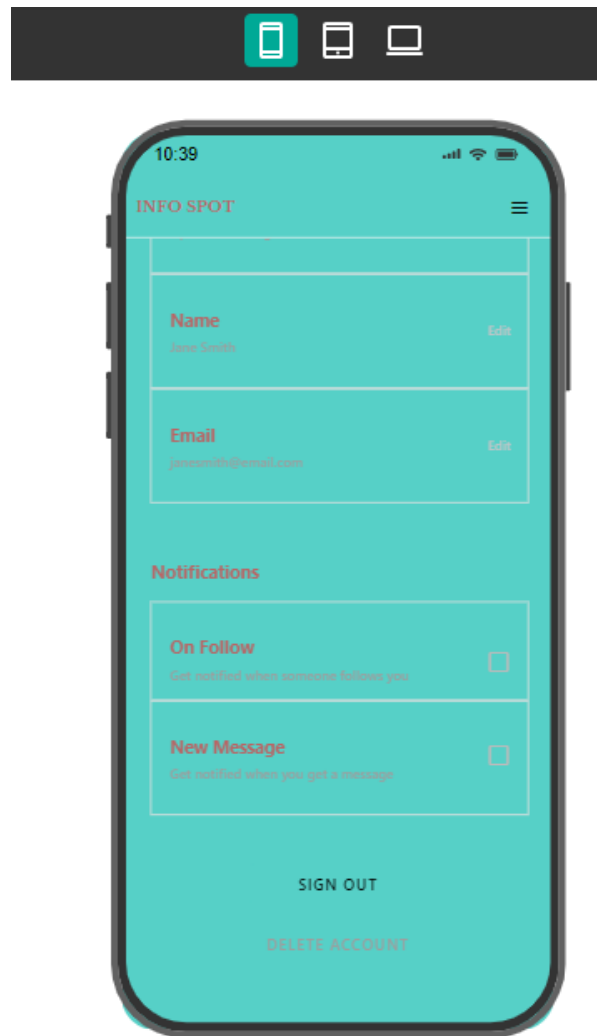 10:39
INFO SPOT
Name
Jane Smith
Edit
Email
janesmith@email.com
Edit
Notifications
On Follow
Get notified when someone follows you
New Message
Get notified when you get a message
SIGN OUT
DELETE ACCOUNT